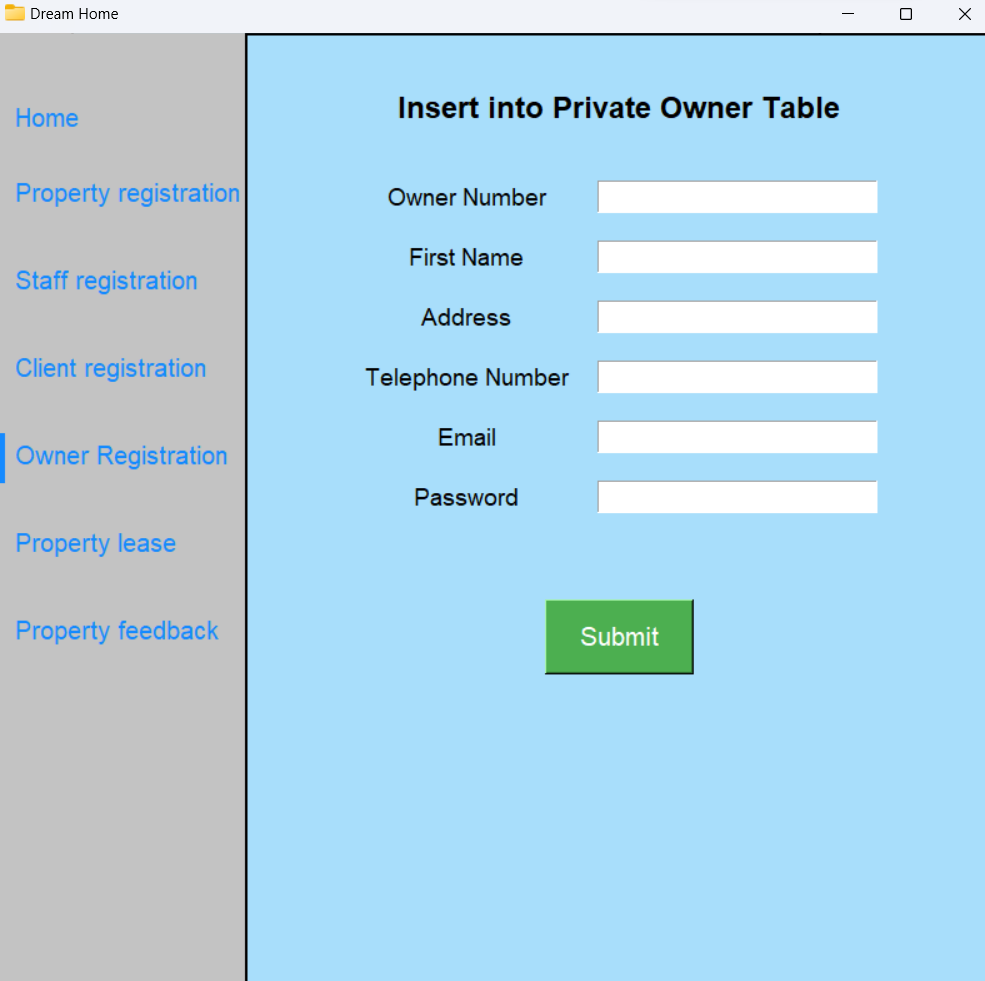 Dream Home
Home
Property registration
Staff registration
Client registration
Owner Registration
Property lease
Property feedback
Insert into Private Owner Table
Owner Number
First Name
Address
Telephone Number
Email
Password
Submit